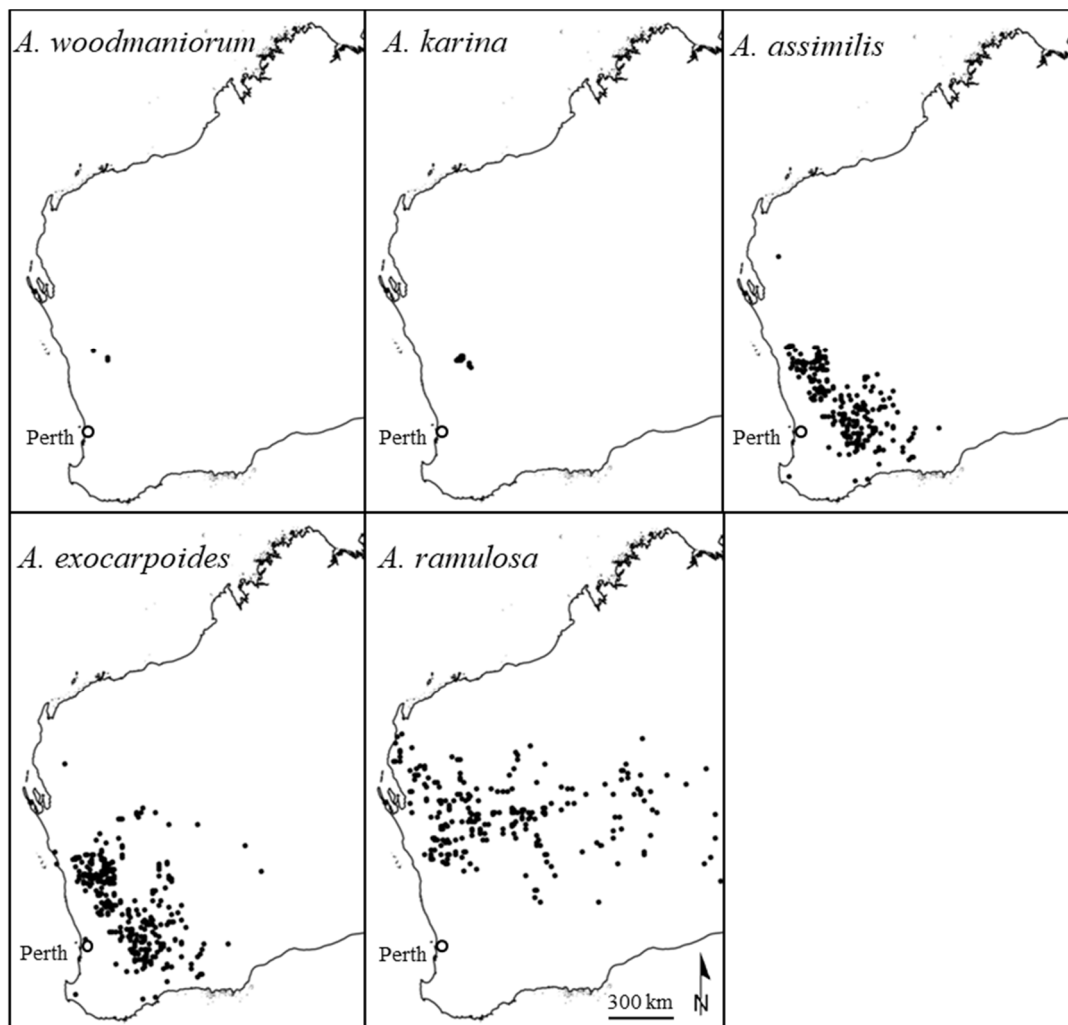 A. woodmaniorum
A. karina
A. assimilis
Perth
Perth
Perth
A. exocarpoides
A. ramulosa
Perth
Perth
300 km
N